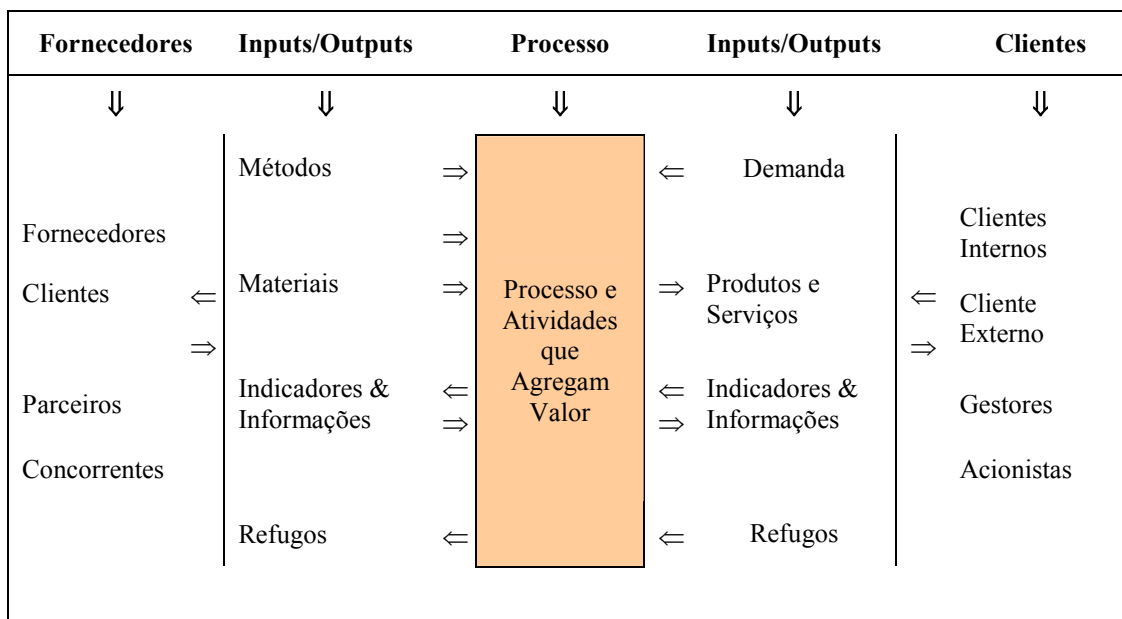 Fornecedores Inputs/Outputs Processo Inputs/Outputs Clientes
⇓ ⇓ ⇓ ⇓ ⇓
Métodos ⇒ ⇐ Demanda
Fornecedores ⇒ Clientes
Internos
Clientes ⇐ Materiais ⇒ Processo e ⇒ Produtos e ⇐ Cliente
⇒ Atividades Serviços ⇒ Externo
que
Parceiros Indicadores & ⇐ Agregam ⇐ Indicadores & Gestores
Informações ⇒ Valor ⇒ Informações
Concorrentes Acionistas
Refugos ⇐ ⇐ Refugos